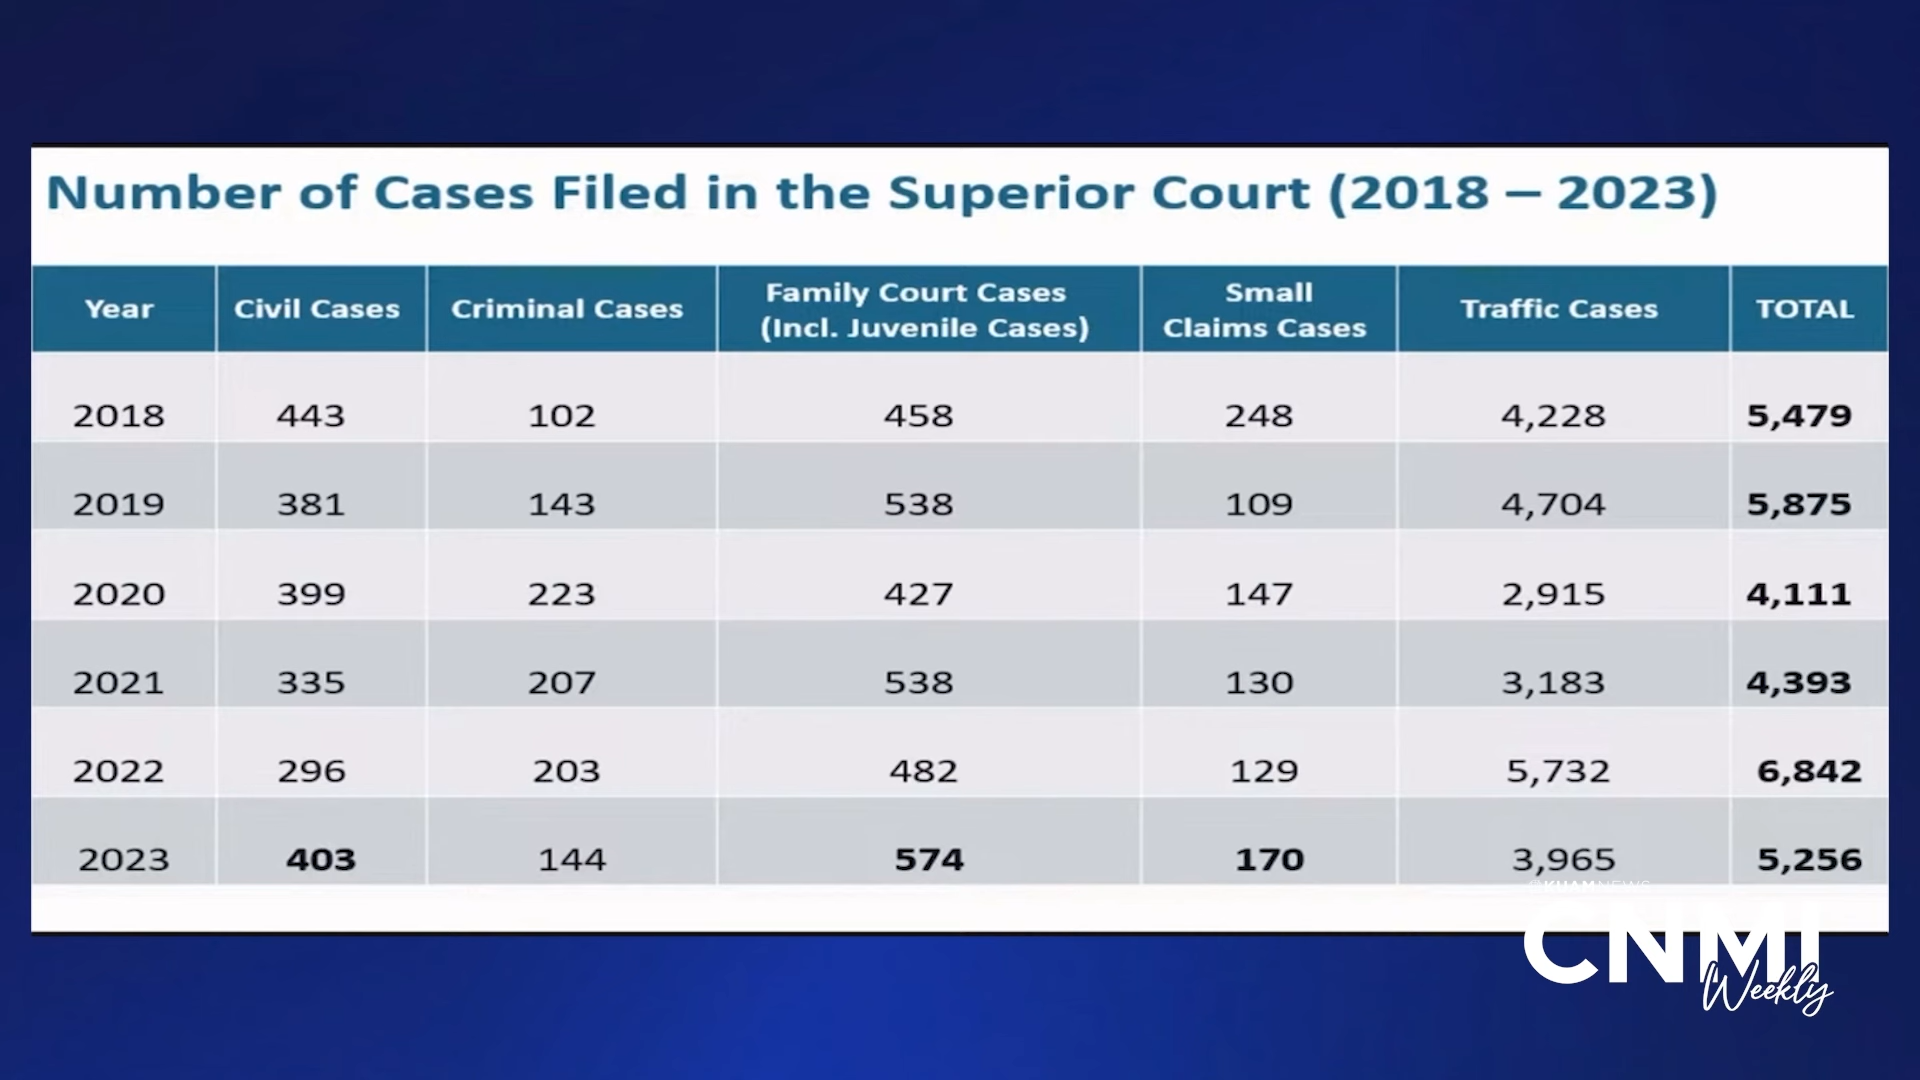 Number of Cases Filed in the Superior Court (2018 – 2023)
Year Civil Cases Criminal Cases Family Court Cases (Incl. Juvenile Cases) Small Claims Cases Traffic Cases TOTAL
2018 443 102 458 248 4,228 5,479
2019 381 143 538 109 4,704 5,875
2020 399 223 427 147 2,915 4,111
2021 335 207 538 130 3,183 4,393
2022 296 203 482 129 5,732 6,842
2023 403 144 574 170 3,965 5,256
@KUAMNEWS
CNMI
Weekly